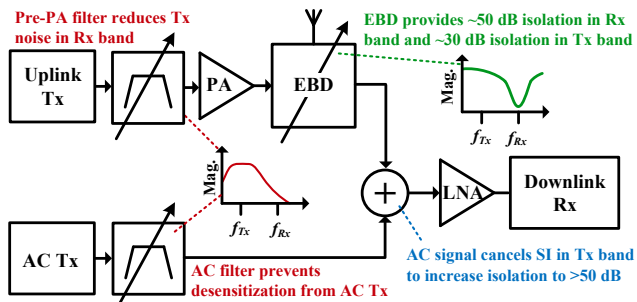 Pre-PA filter reduces Tx
noise in Rx band
EBD provides ~50 dB isolation in Rx
band and ~30 dB isolation in Tx band
Uplink
Tx
PA
EBD
Mag.
fTx
fRx
Mag.
fTx
fRx
+
LNA
Downlink
Rx
AC Tx
AC filter prevents
desensitization from AC Tx
AC signal cancels SI in Tx band
to increase isolation to >50 dB